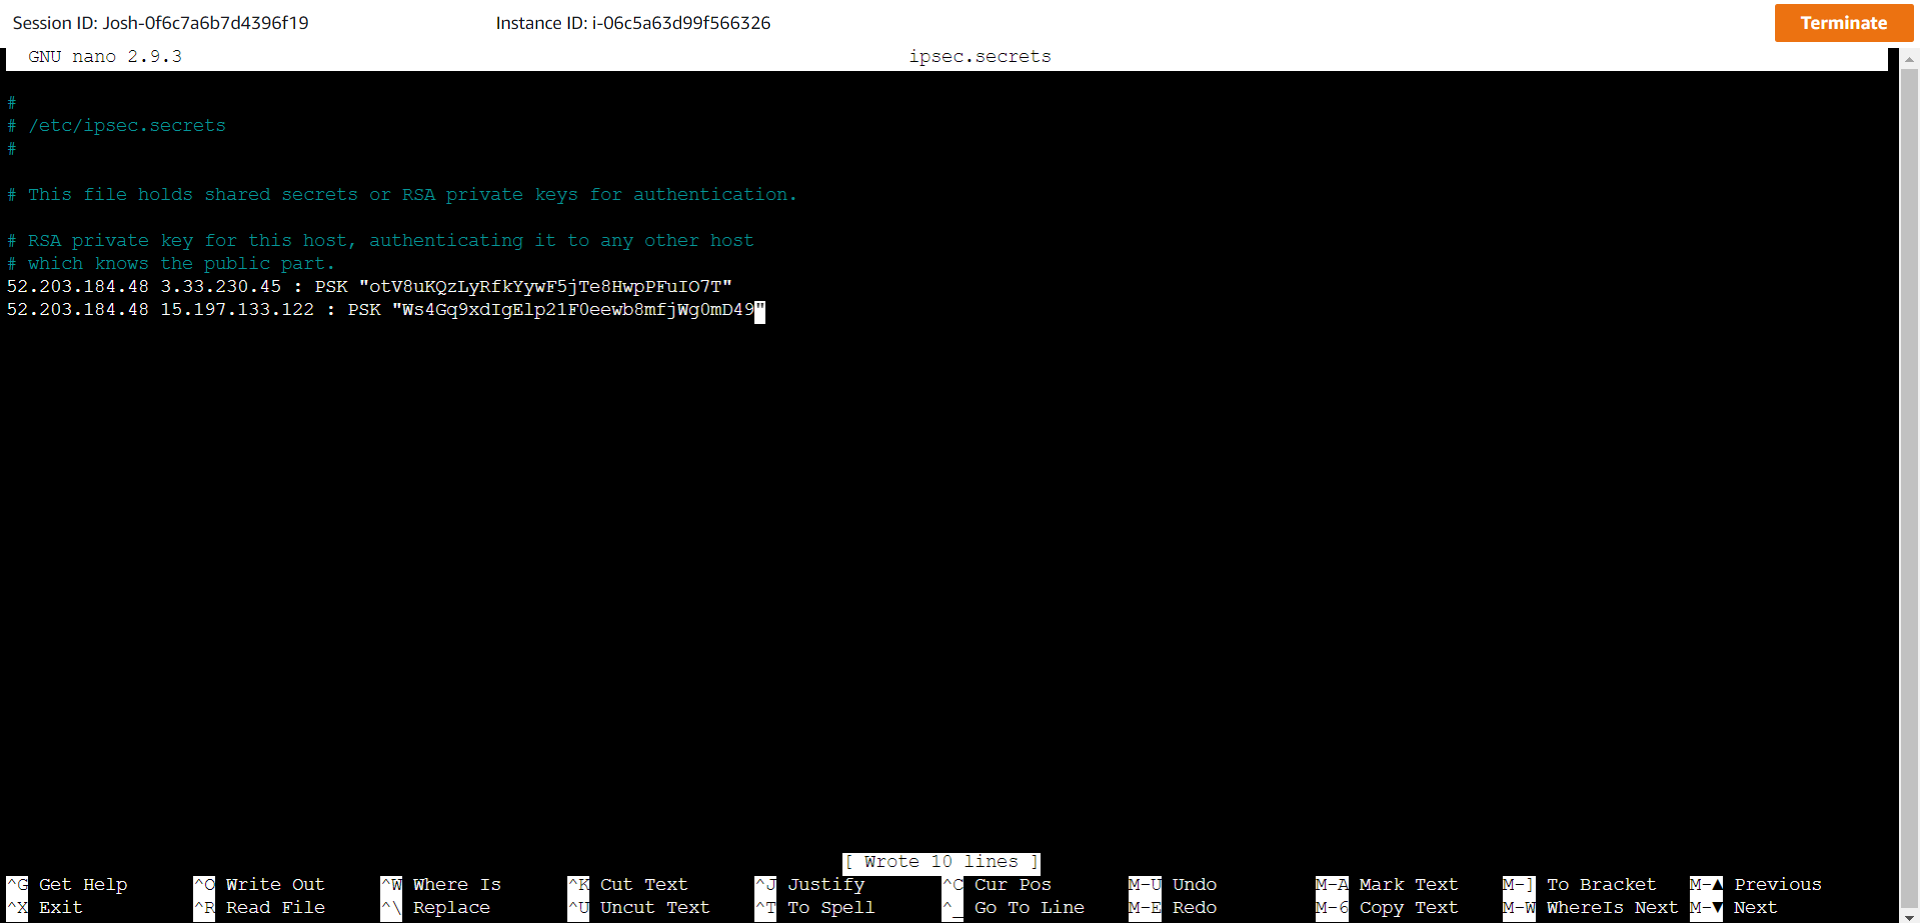 Session ID: Josh-0f6c7a6b7d4396f19 Instance ID: i-06c5a63d99f566326 Terminate
GNU nano 2.9.3 ipsec.secrets
#
# /etc/ipsec.secrets
#
# This file holds shared secrets or RSA private keys for authentication.
# RSA private key for this host, authenticating it to any other host
# which knows the public part.
52.203.184.48 3.33.230.45 : PSK "otV8uKQzLyRfkYywF5jTe8HwpPFuIO7T"
52.203.184.48 15.197.133.122 : PSK "Ws4Gq9xdIgElp21F0eewb8mfjWg0mD49"
[ Wrote 10 lines ]
^G Get Help ^O Write Out ^W Where Is ^K Cut Text ^J Justify ^C Cur Pos M-U Undo M-A Mark Text M-] To Bracket M-▲ Previous
^X Exit ^R Read File ^\ Replace ^U Uncut Text ^T To Spell ^_ Go To Line M-E Redo M-6 Copy Text M-W WhereIs Next M-▼ Next